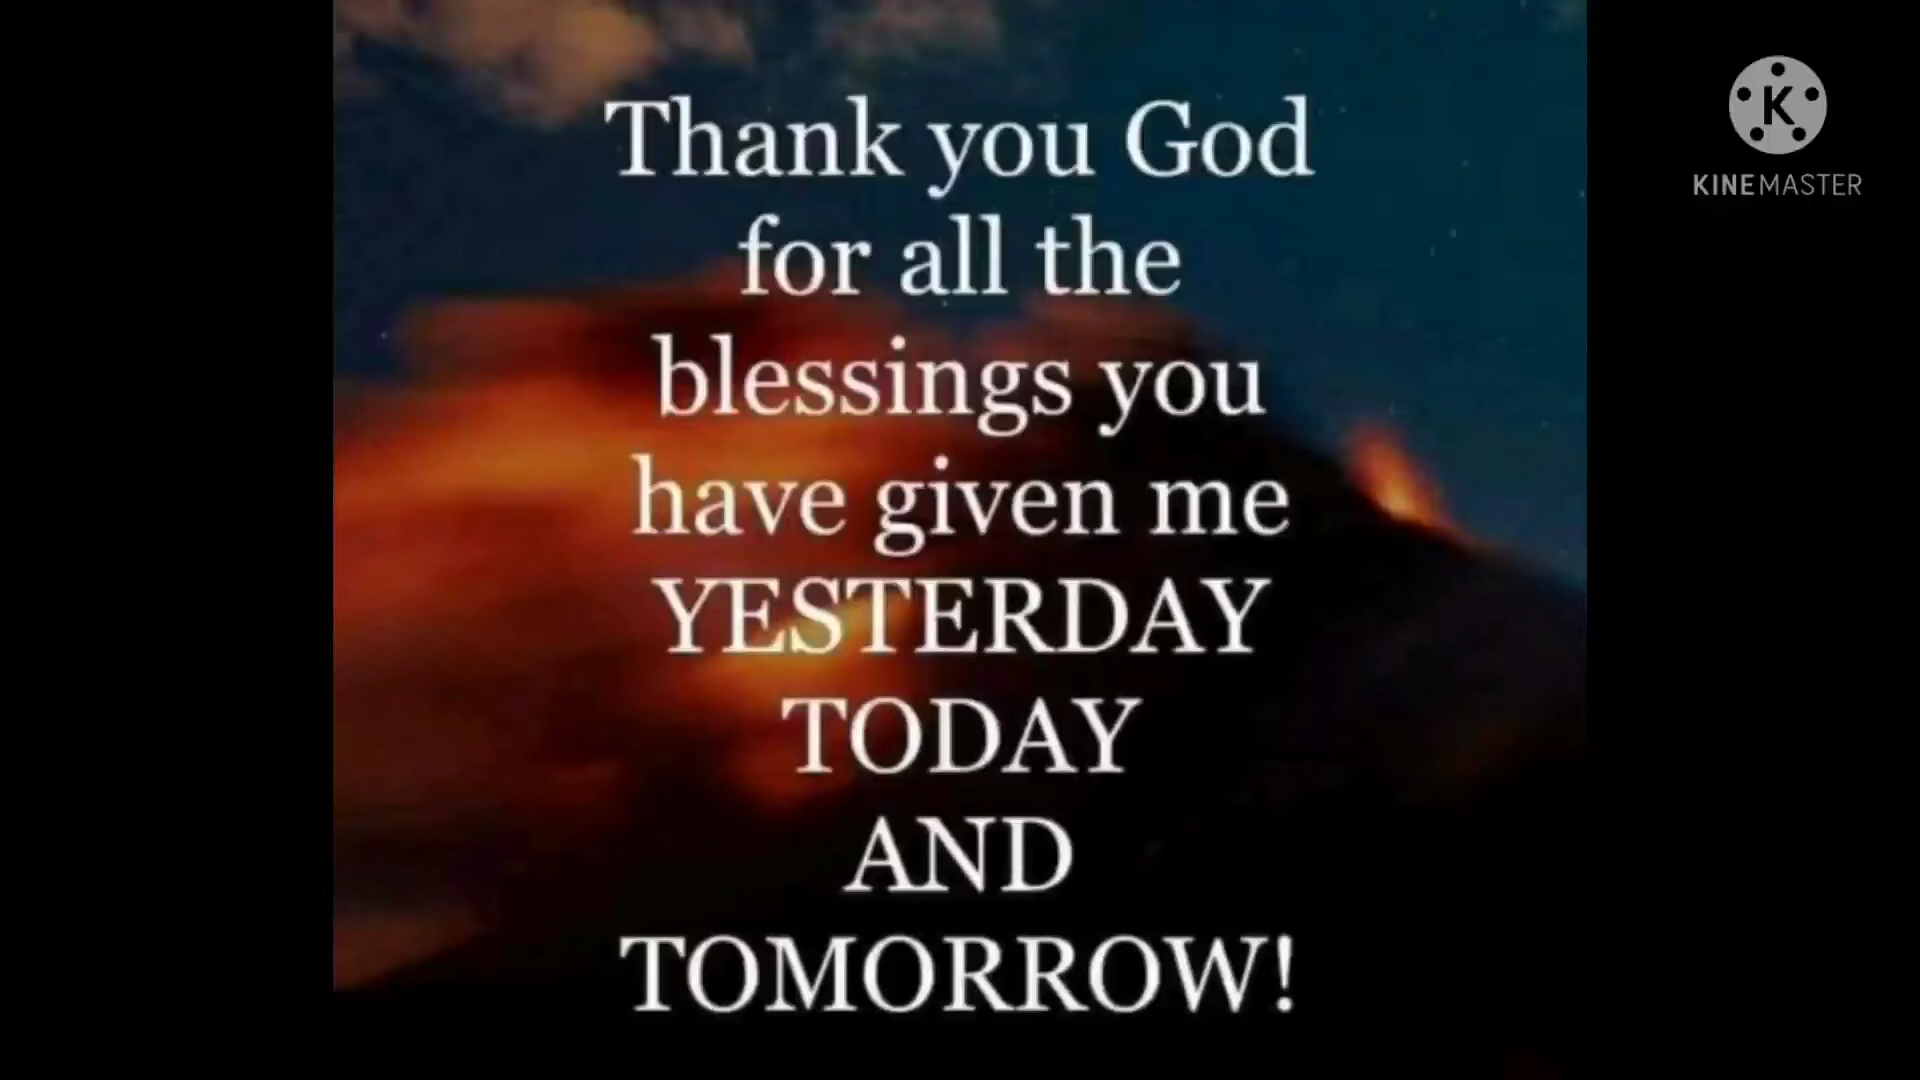 Thank you God
for all the
blessings you
have given me
YESTERDAY
TODAY
AND
TOMORROW!
K
KINEMASTER